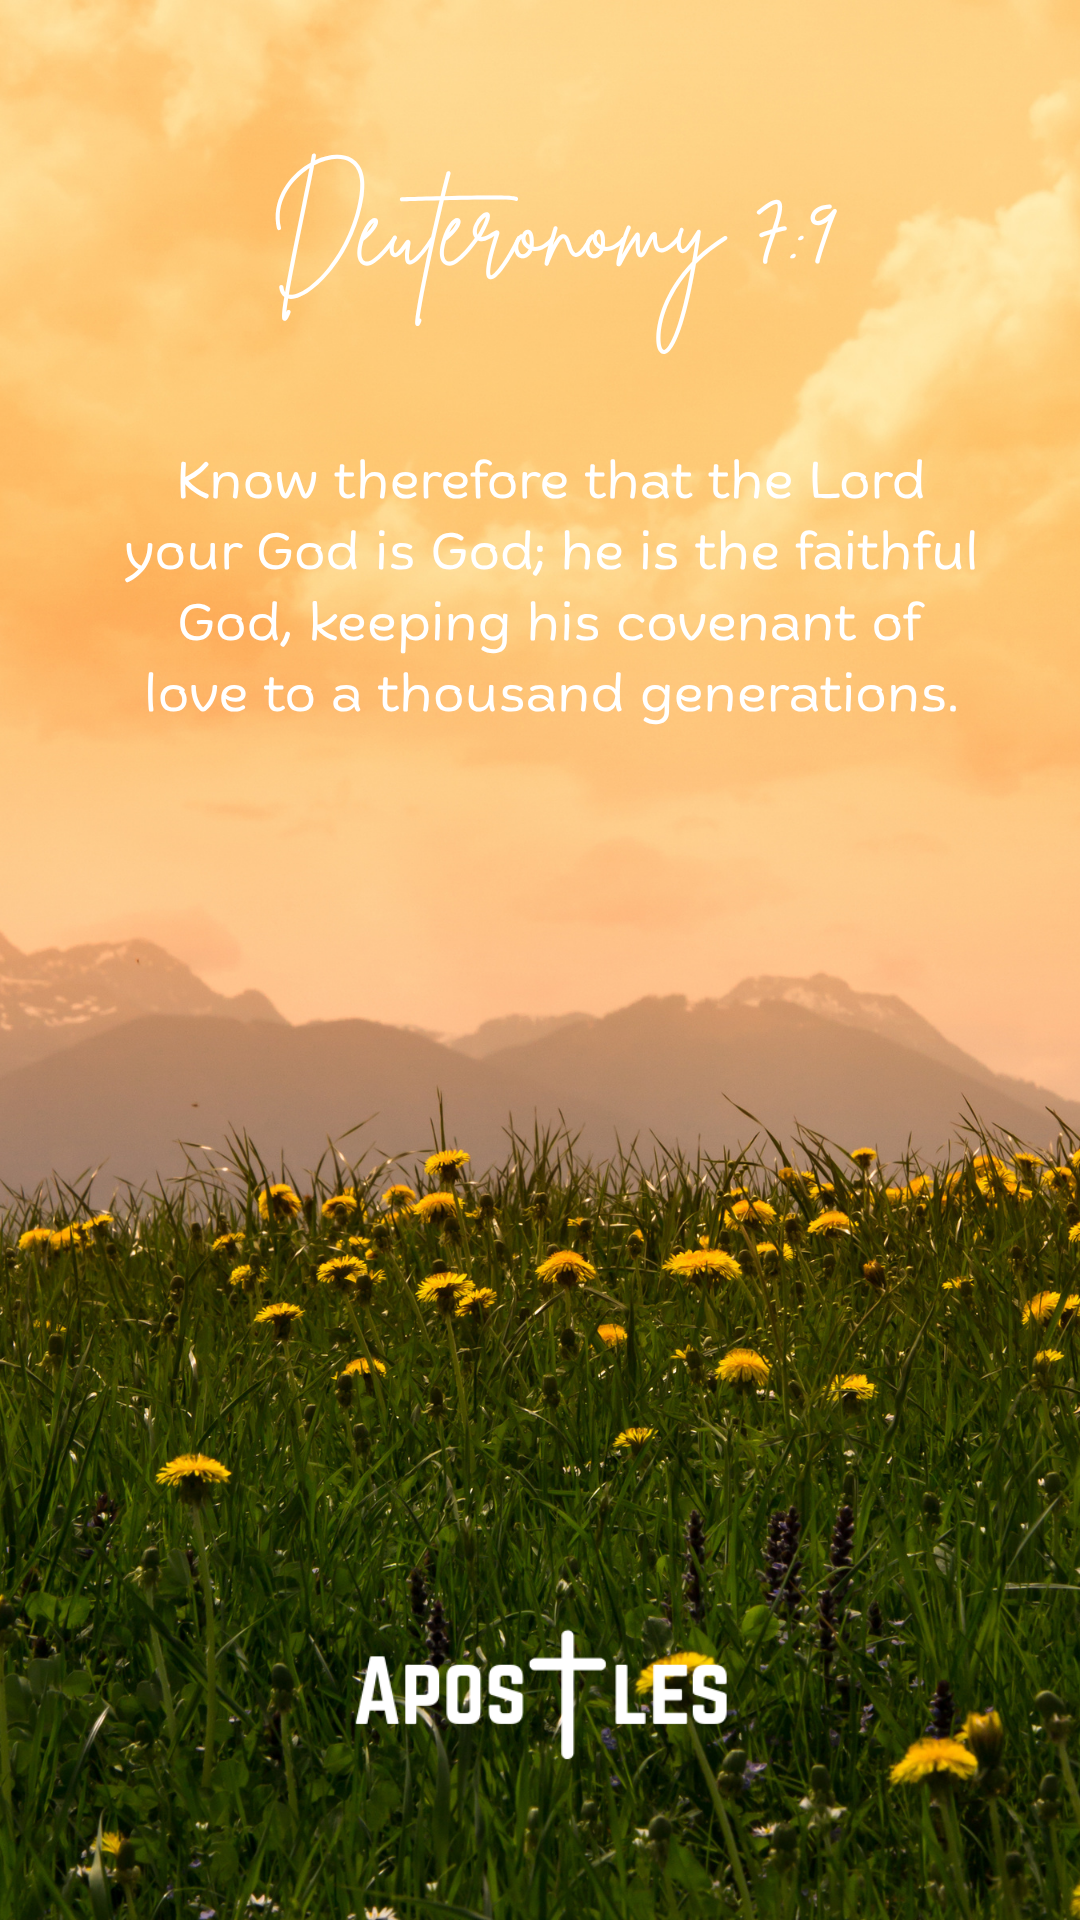 Deuteronomy 7:9
Know therefore that the Lord
your God is God; he is the faithful
God, keeping his covenant of
love to a thousand generations.
APOSTLES